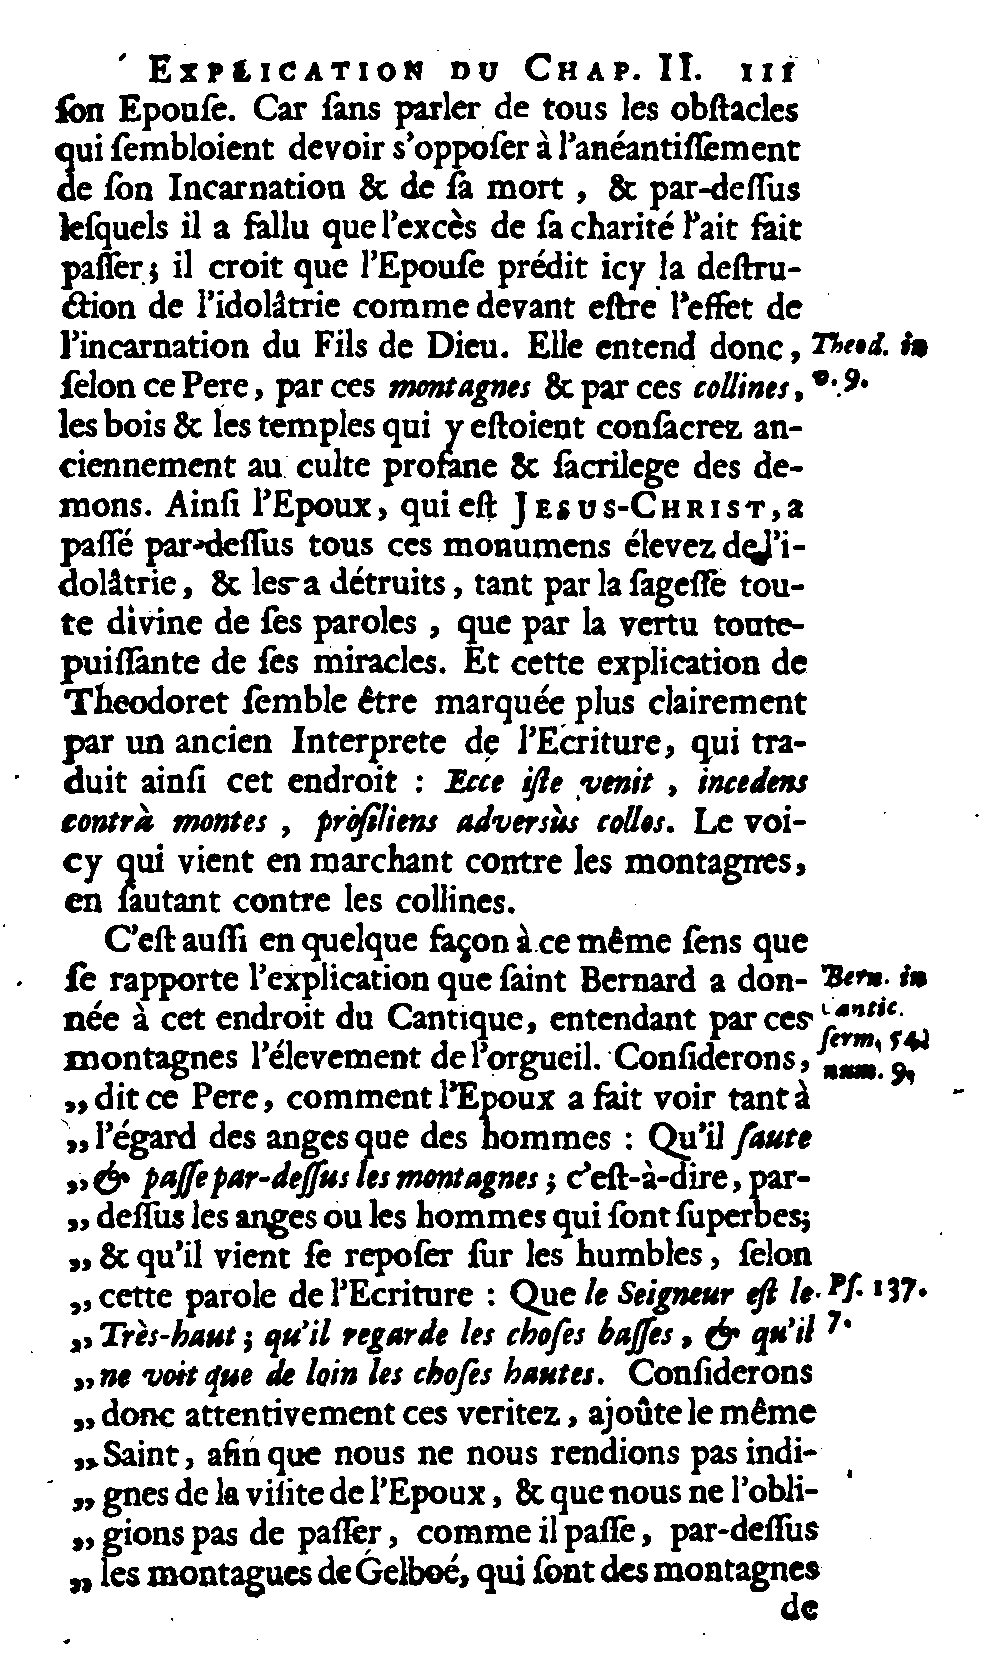 EXPLICATION DU CHAP. II. 111
ſon Epouſe. Car ſans parler de tous les obſtacles
qui ſembloient devoir s'oppoſer à l'anéantiſſement
de ſon Incarnation & de ſa mort, & par-deſſus
leſquels il a fallu que l'excès de ſa charité l'ait fait
paſſer; il croit que l'Epouſe prédit icy la deſtru-
ction de l'idolâtrie comme devant eſtre l'effet de
l'incarnation du Fils de Dieu. Elle entend donc, Theod. in
ſelon ce Pere, par ces montagnes & par ces collines, v. 9.
les bois & les temples qui y eſtoient conſacrez an-
ciennement au culte profane & ſacrilege des de-
mons. Ainſi l'Epoux, qui eſt JESUS-CHRIST, a
paſſé par-deſſus tous ces monumens élevez de l'i-
dolâtrie, & les a détruits, tant par la ſageſſe tou-
te divine de ſes paroles, que par la vertu toute-
puiſſante de ſes miracles. Et cette explication de
Theodoret ſemble être marquée plus clairement
par un ancien Interprete de l'Ecriture, qui tra-
duit ainſi cet endroit : Ecce iſte venit, incedens
contrà montes, proſiliens adversùs colles. Le voi-
cy qui vient en marchant contre les montagnes,
en ſautant contre les collines.
C'eſt auſſi en quelque façon à ce même ſens que
ſe rapporte l'explication que ſaint Bernard a don- Bern. in
née à cet endroit du Cantique, entendant par ces Cantic.
montagnes l'élevement de l'orgueil. Conſiderons, ſerm, 54
„ dit ce Pere, comment l'Epoux a fait voir tant à num. 9,
„ l'égard des anges que des hommes : Qu'il ſaute
„ & paſſe par-deſſus les montagnes; c'eſt-à-dire, par-
„ deſſus les anges ou les hommes qui ſont ſuperbes;
„ & qu'il vient ſe repoſer ſur les humbles, ſelon
„ cette parole de l'Ecriture : Que le Seigneur eſt le Pſ. 137.
„ Très-haut; qu'il regarde les choſes baſſes, & qu'il 7.
„ ne voit que de loin les choſes hautes. Conſiderons
„ donc attentivement ces veritez, ajoûte le même
„ Saint, afin que nous ne nous rendions pas indi-
„ gnes de la viſite de l'Epoux, & que nous ne l'obli-
„ gions pas de paſſer, comme il paſſe, par-deſſus
„ les montagues de Gelboé, qui ſont des montagnes
de